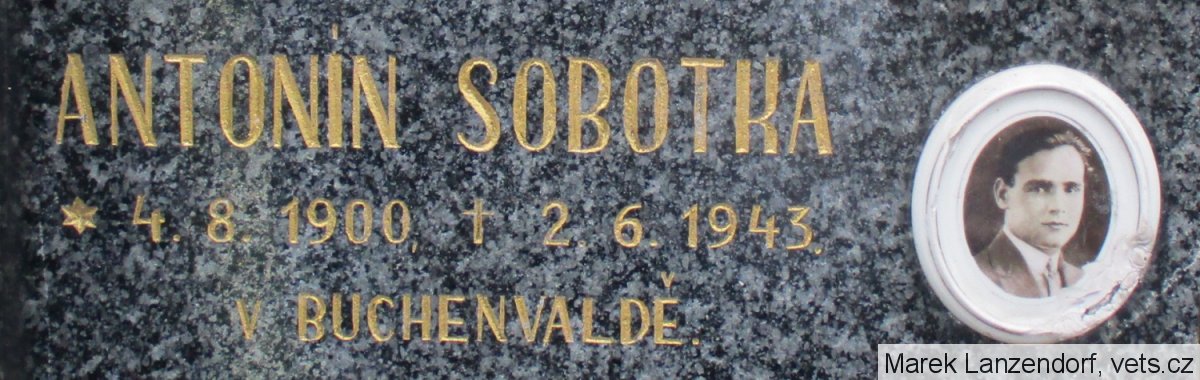 ANTONÍN SOBOTKA
* 4. 8. 1900, † 2. 6. 1943.
V BUCHENVALDĚ.
Marek Lanzendorf, vets.cz